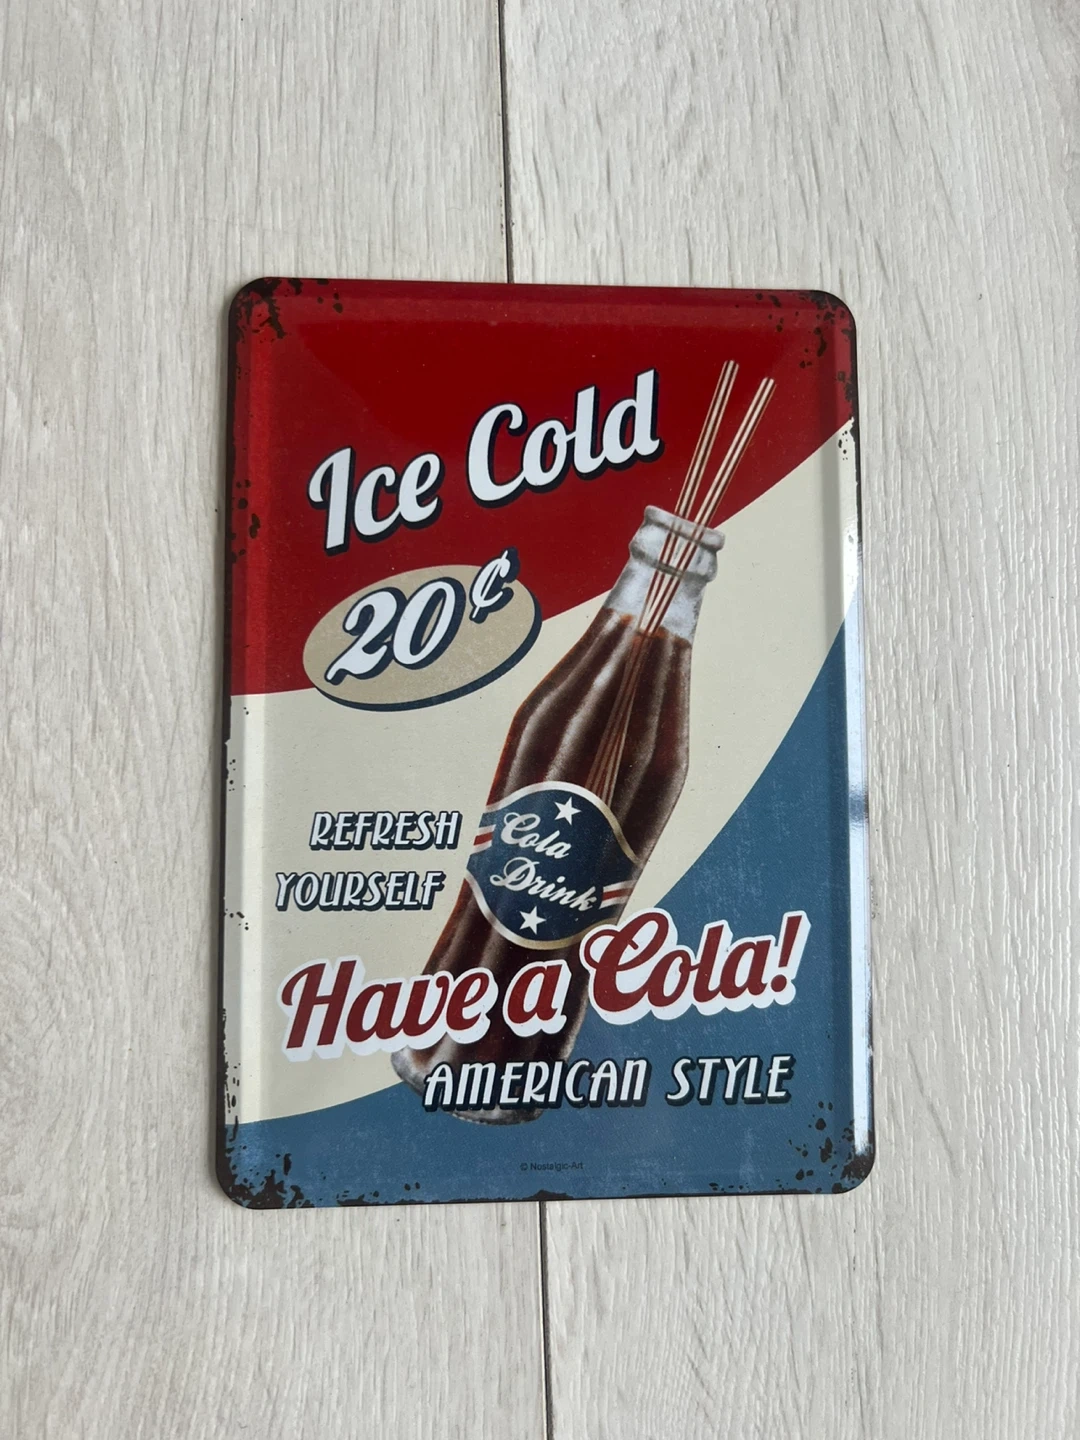 Ice Cold
20¢
REFRESH
YOURSELF
Cola
Drink
Have a Cola!
AMERICAN STYLE
© Nostalgic-Art